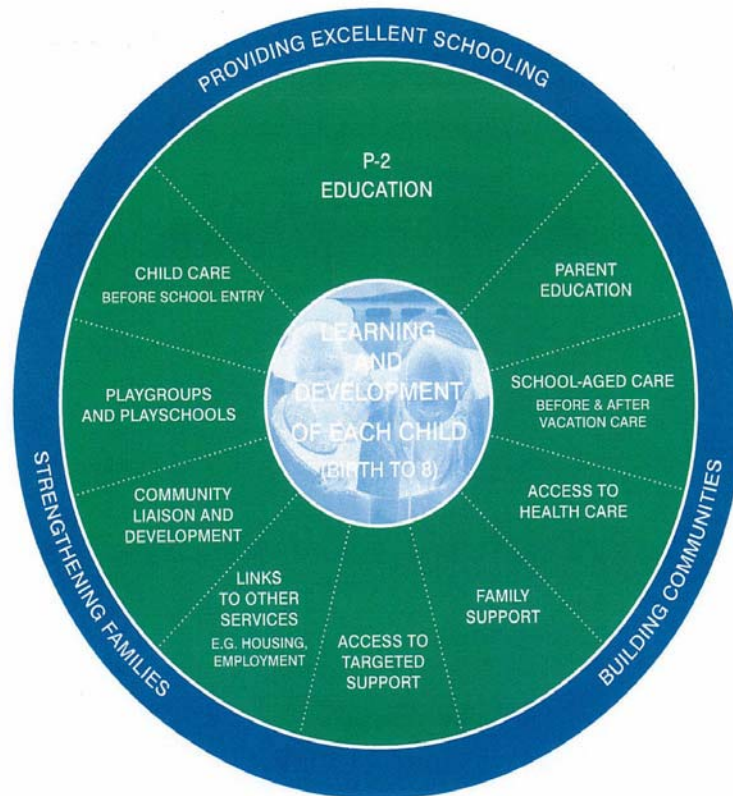 PROVIDING EXCELLENT SCHOOLING
P-2
EDUCATION
CHILD CARE
BEFORE SCHOOL ENTRY
PARENT
EDUCATION
LEARNING
AND
DEVELOPMENT
OF EACH CHILD
(BIRTH TO 8)
PLAYGROUPS
AND PLAYSCHOOLS
SCHOOL-AGED CARE
BEFORE & AFTER
VACATION CARE
COMMUNITY
LIAISON AND
DEVELOPMENT
ACCESS TO
HEALTH CARE
LINKS
TO OTHER
SERVICES
E.G. HOUSING,
EMPLOYMENT
ACCESS TO
TARGETED
SUPPORT
FAMILY
SUPPORT
STRENGTHENING FAMILIES
BUILDING COMMUNITIES